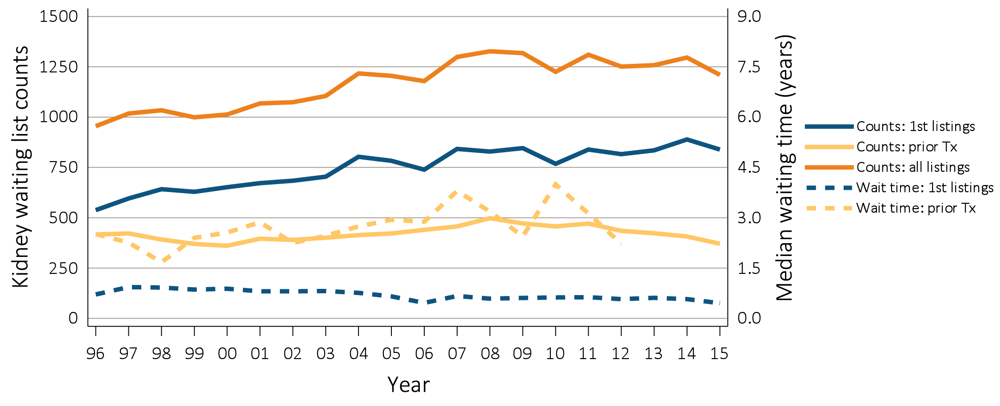 Kidney waiting list counts
1500
1250
1000
750
500
250
0
9.0
7.5
6.0
4.5
3.0
1.5
0.0
Median waiting time (years)
Counts: 1st listings
Counts: prior Tx
Counts: all listings
Wait time: 1st listings
Wait time: prior Tx
96 97 98 99 00 01 02 03 04 05 06 07 08 09 10 11 12 13 14 15
Year